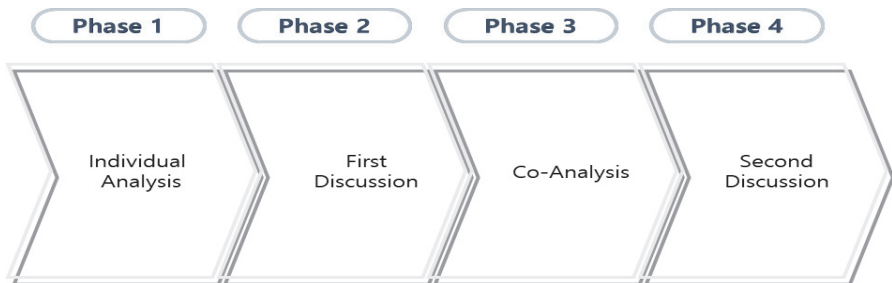 Phase 1
Phase 2
Phase 3
Phase 4
Individual
Analysis
First
Discussion
Co-Analysis
Second
Discussion